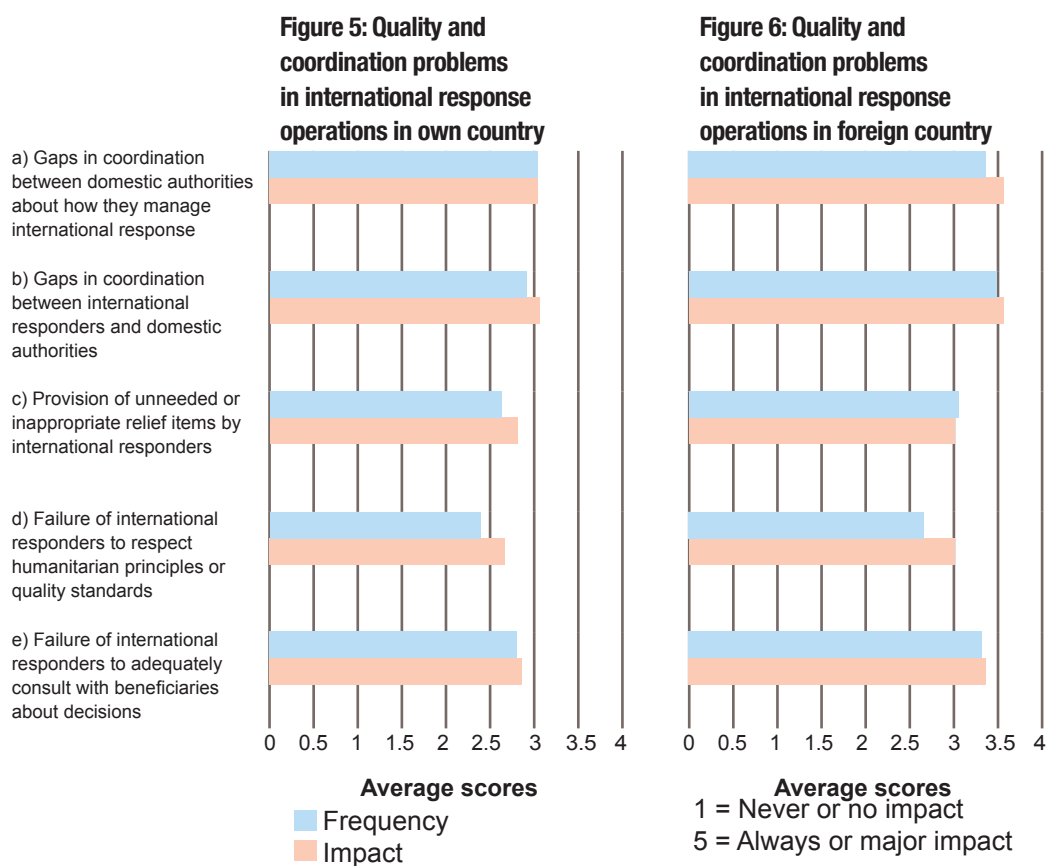 Figure 5: Quality and
coordination problems
in international response
operations in own country
Figure 6: Quality and
coordination problems
in international response
operations in foreign country
a) Gaps in coordination
between domestic authorities
about how they manage
international response
b) Gaps in coordination
between international
responders and domestic
authorities
c) Provision of unneeded or
inappropriate relief items by
international responders
d) Failure of international
responders to respect
humanitarian principles or
quality standards
e) Failure of international
responders to adequately
consult with beneficiaries
about decisions
0 0.5 1 1.5 2 2.5 3 3.5 4
0 0.5 1 1.5 2 2.5 3 3.5 4
Average scores
Frequency
Impact
Average scores
1 = Never or no impact
5 = Always or major impact